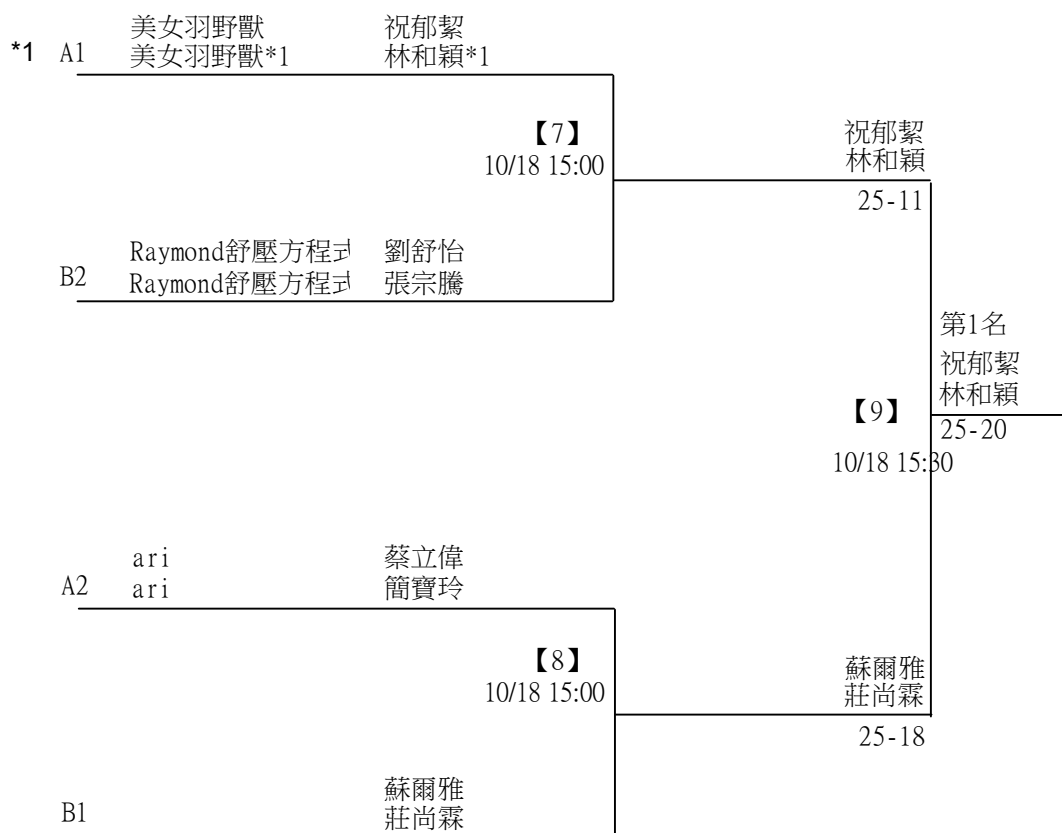 美女羽野獸 祝郁絜
*1 A1 美女羽野獸*1 林和穎*1
【7】 祝郁絜
10/18 15:00 林和穎
25-11
Raymond舒壓方程式 劉舒怡
B2 Raymond舒壓方程式 張宗騰
第1名
祝郁絜
林和穎
【9】
25-20
10/18 15:30
ari 蔡立偉
A2 ari 簡寶玲
【8】 蘇爾雅
10/18 15:00 莊尚霖
25-18
蘇爾雅
B1 莊尚霖